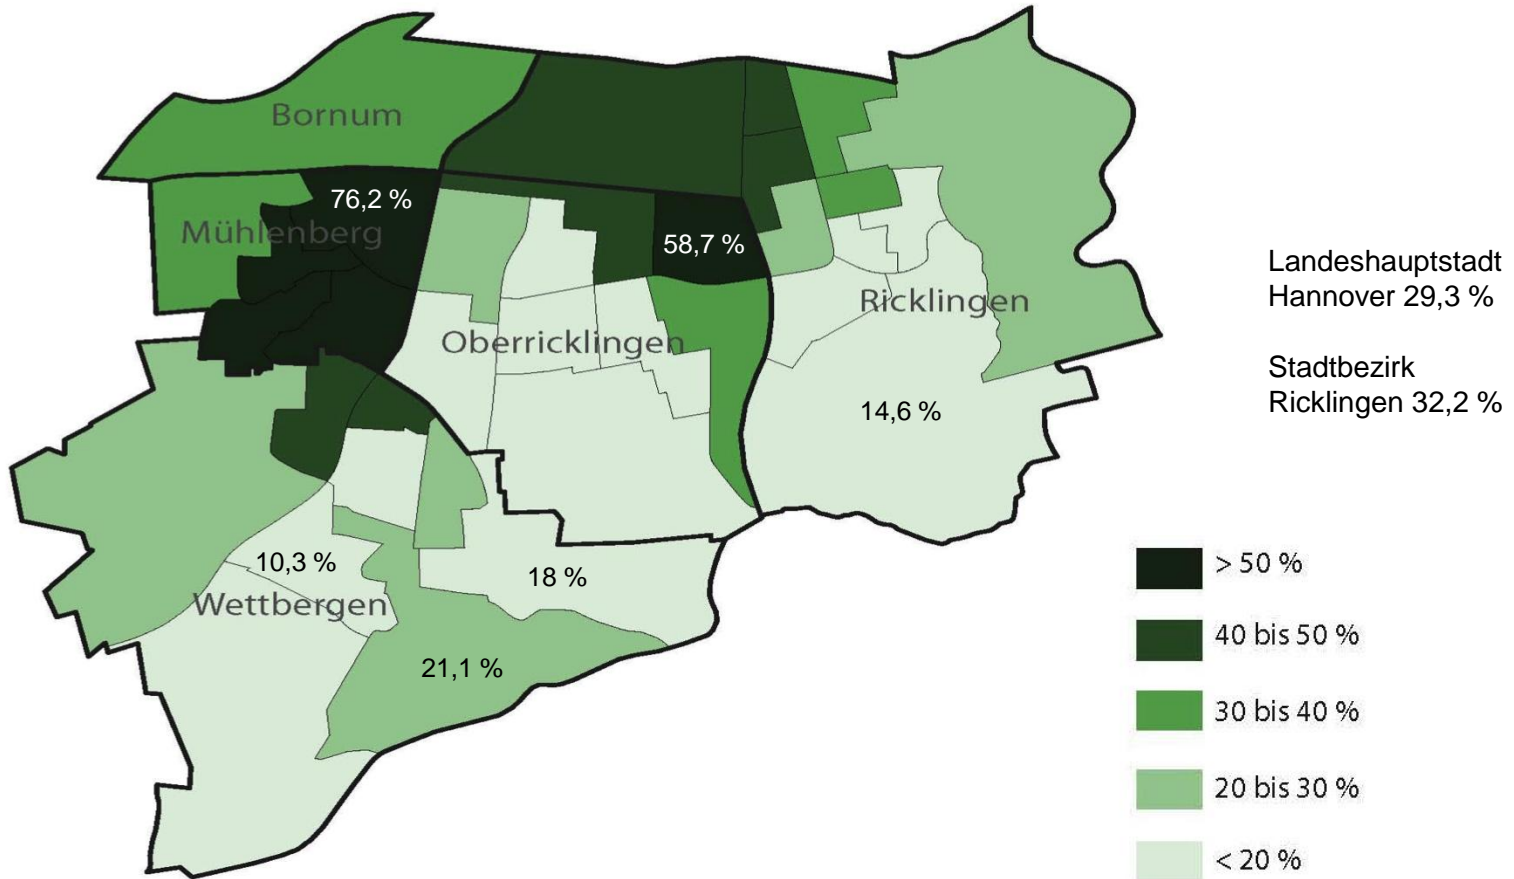 Bornum
76,2 %
Mühlenberg
58,7 %
Ricklingen
Oberricklingen
14,6 %
10,3 %
18 %
Wettbergen
21,1 %
Landeshauptstadt
Hannover 29,3 %
Stadtbezirk
Ricklingen 32,2 %
> 50 %
40 bis 50 %
30 bis 40 %
20 bis 30 %
< 20 %